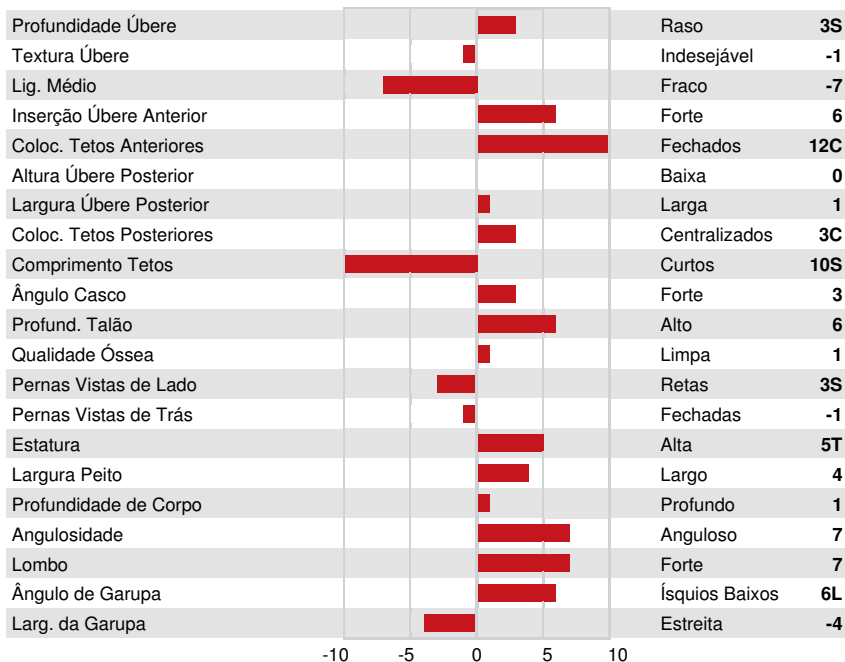 Profundidade Úbere Raso 3S
Textura Úbere Indesejável -1
Lig. Médio Fraco -7
Inserção Úbere Anterior Forte 6
Coloc. Tetos Anteriores Fechados 12C
Altura Úbere Posterior Baixa 0
Largura Úbere Posterior Larga 1
Coloc. Tetos Posteriores Centralizados 3C
Comprimento Tetos Curtos 10S
Ângulo Casco Forte 3
Profund. Talão Alto 6
Qualidade Óssea Limpa 1
Pernas Vistas de Lado Retas 3S
Pernas Vistas de Trás Fechadas -1
Estatura Alta 5T
Largura Peito Largo 4
Profundidade de Corpo Profundo 1
Angulosidade Anguloso 7
Lombo Forte 7
Ângulo de Garupa Ísquios Baixos 6L
Larg. da Garupa Estreita -4
-10 -5 0 5 10